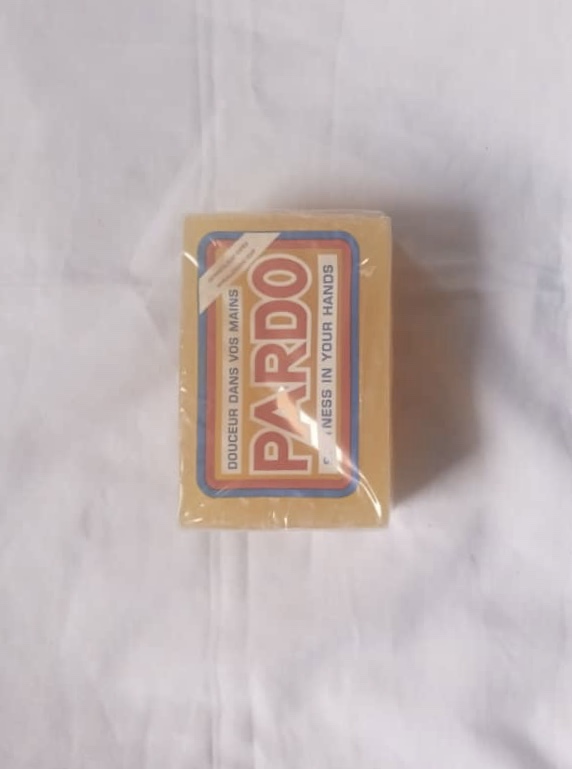 DOUCEUR DANS VOS MAINS
PARDO
NESS IN YOUR HANDS